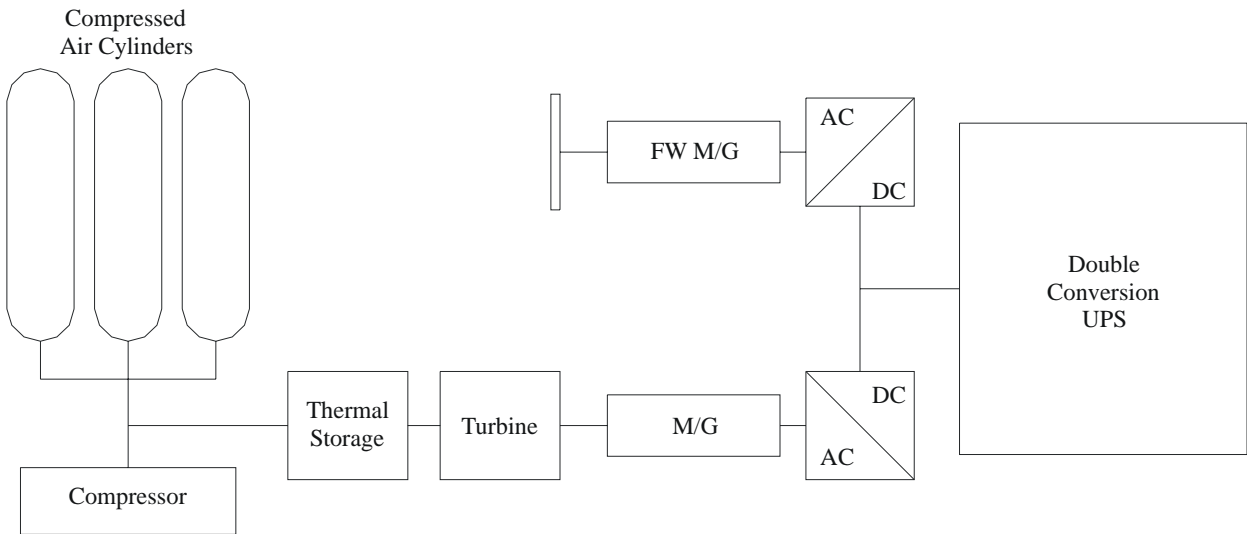 Compressed
Air Cylinders
AC
FW M/G
DC
Double
Conversion
UPS
DC
Thermal
Storage
Turbine
M/G
AC
Compressor